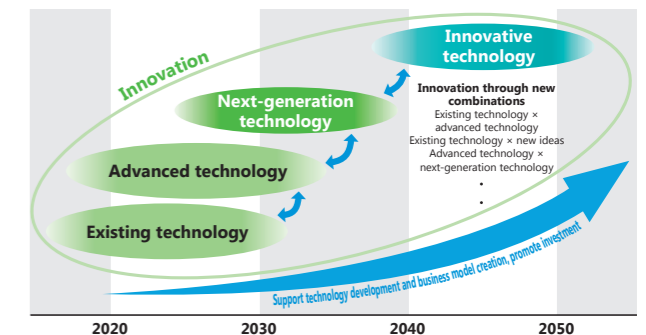 Innovation
Innovative
technology
Next-generation
technology
Innovation through new
combinations
Existing technology ×
advanced technology
Existing technology × new ideas
Advanced technology ×
next-generation technology
•
•
Advanced technology
Existing technology
Support technology development and business model creation, promote investment
2020 2030 2040 2050